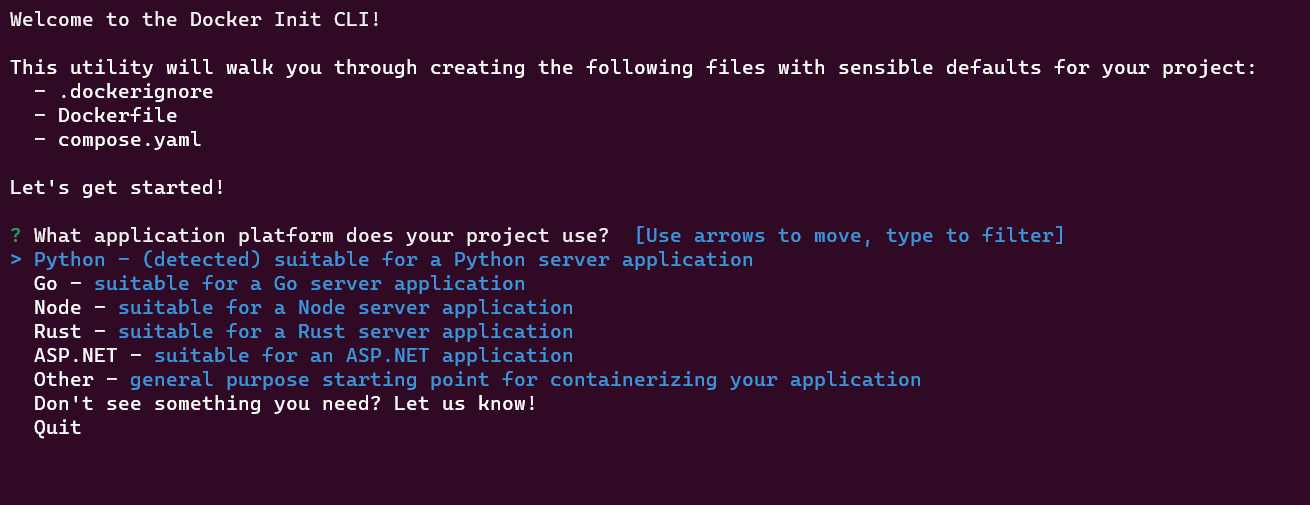 Welcome to the Docker Init CLI!
This utility will walk you through creating the following files with sensible defaults for your project:
  - .dockerignore
  - Dockerfile
  - compose.yaml
Let's get started!
? What application platform does your project use?  [Use arrows to move, type to filter]
> Python - (detected) suitable for a Python server application
  Go - suitable for a Go server application
  Node - suitable for a Node server application
  Rust - suitable for a Rust server application
  ASP.NET - suitable for an ASP.NET application
  Other - general purpose starting point for containerizing your application
  Don't see something you need? Let us know!
  Quit